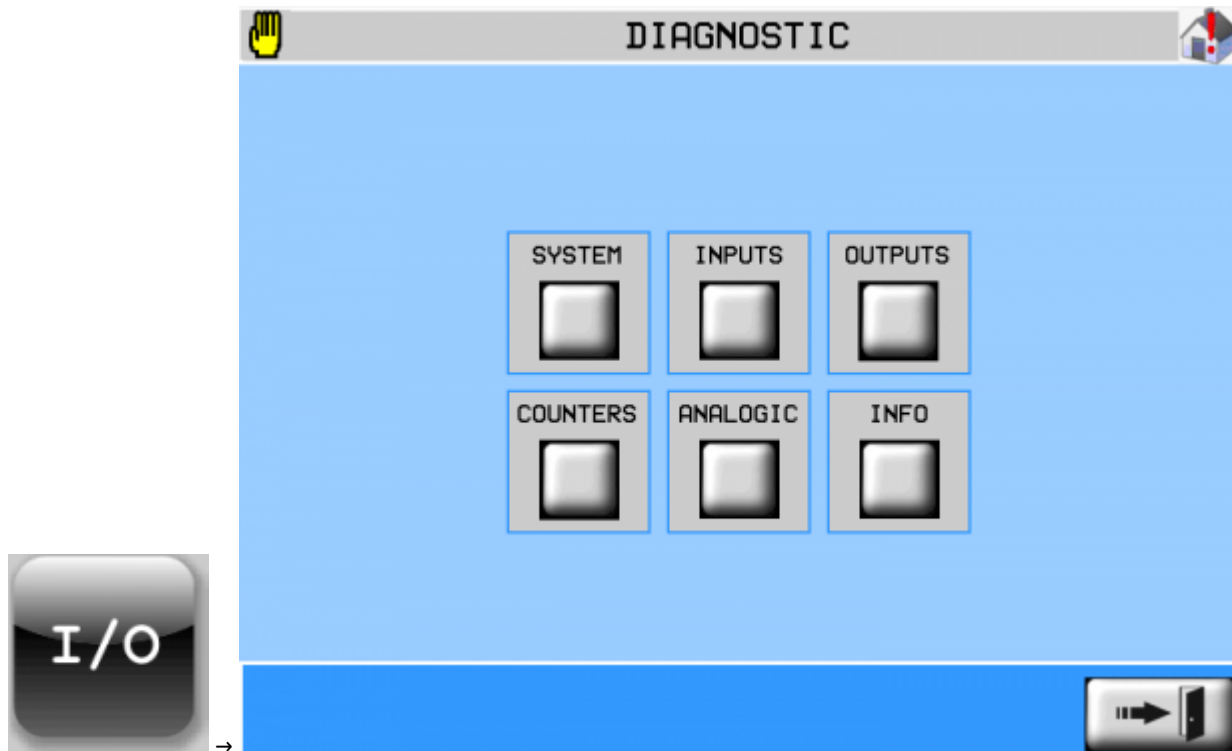 DIAGNOSTIC
SYSTEM INPUTS OUTPUTS
COUNTERS ANALOGIC INFO
I/O
→